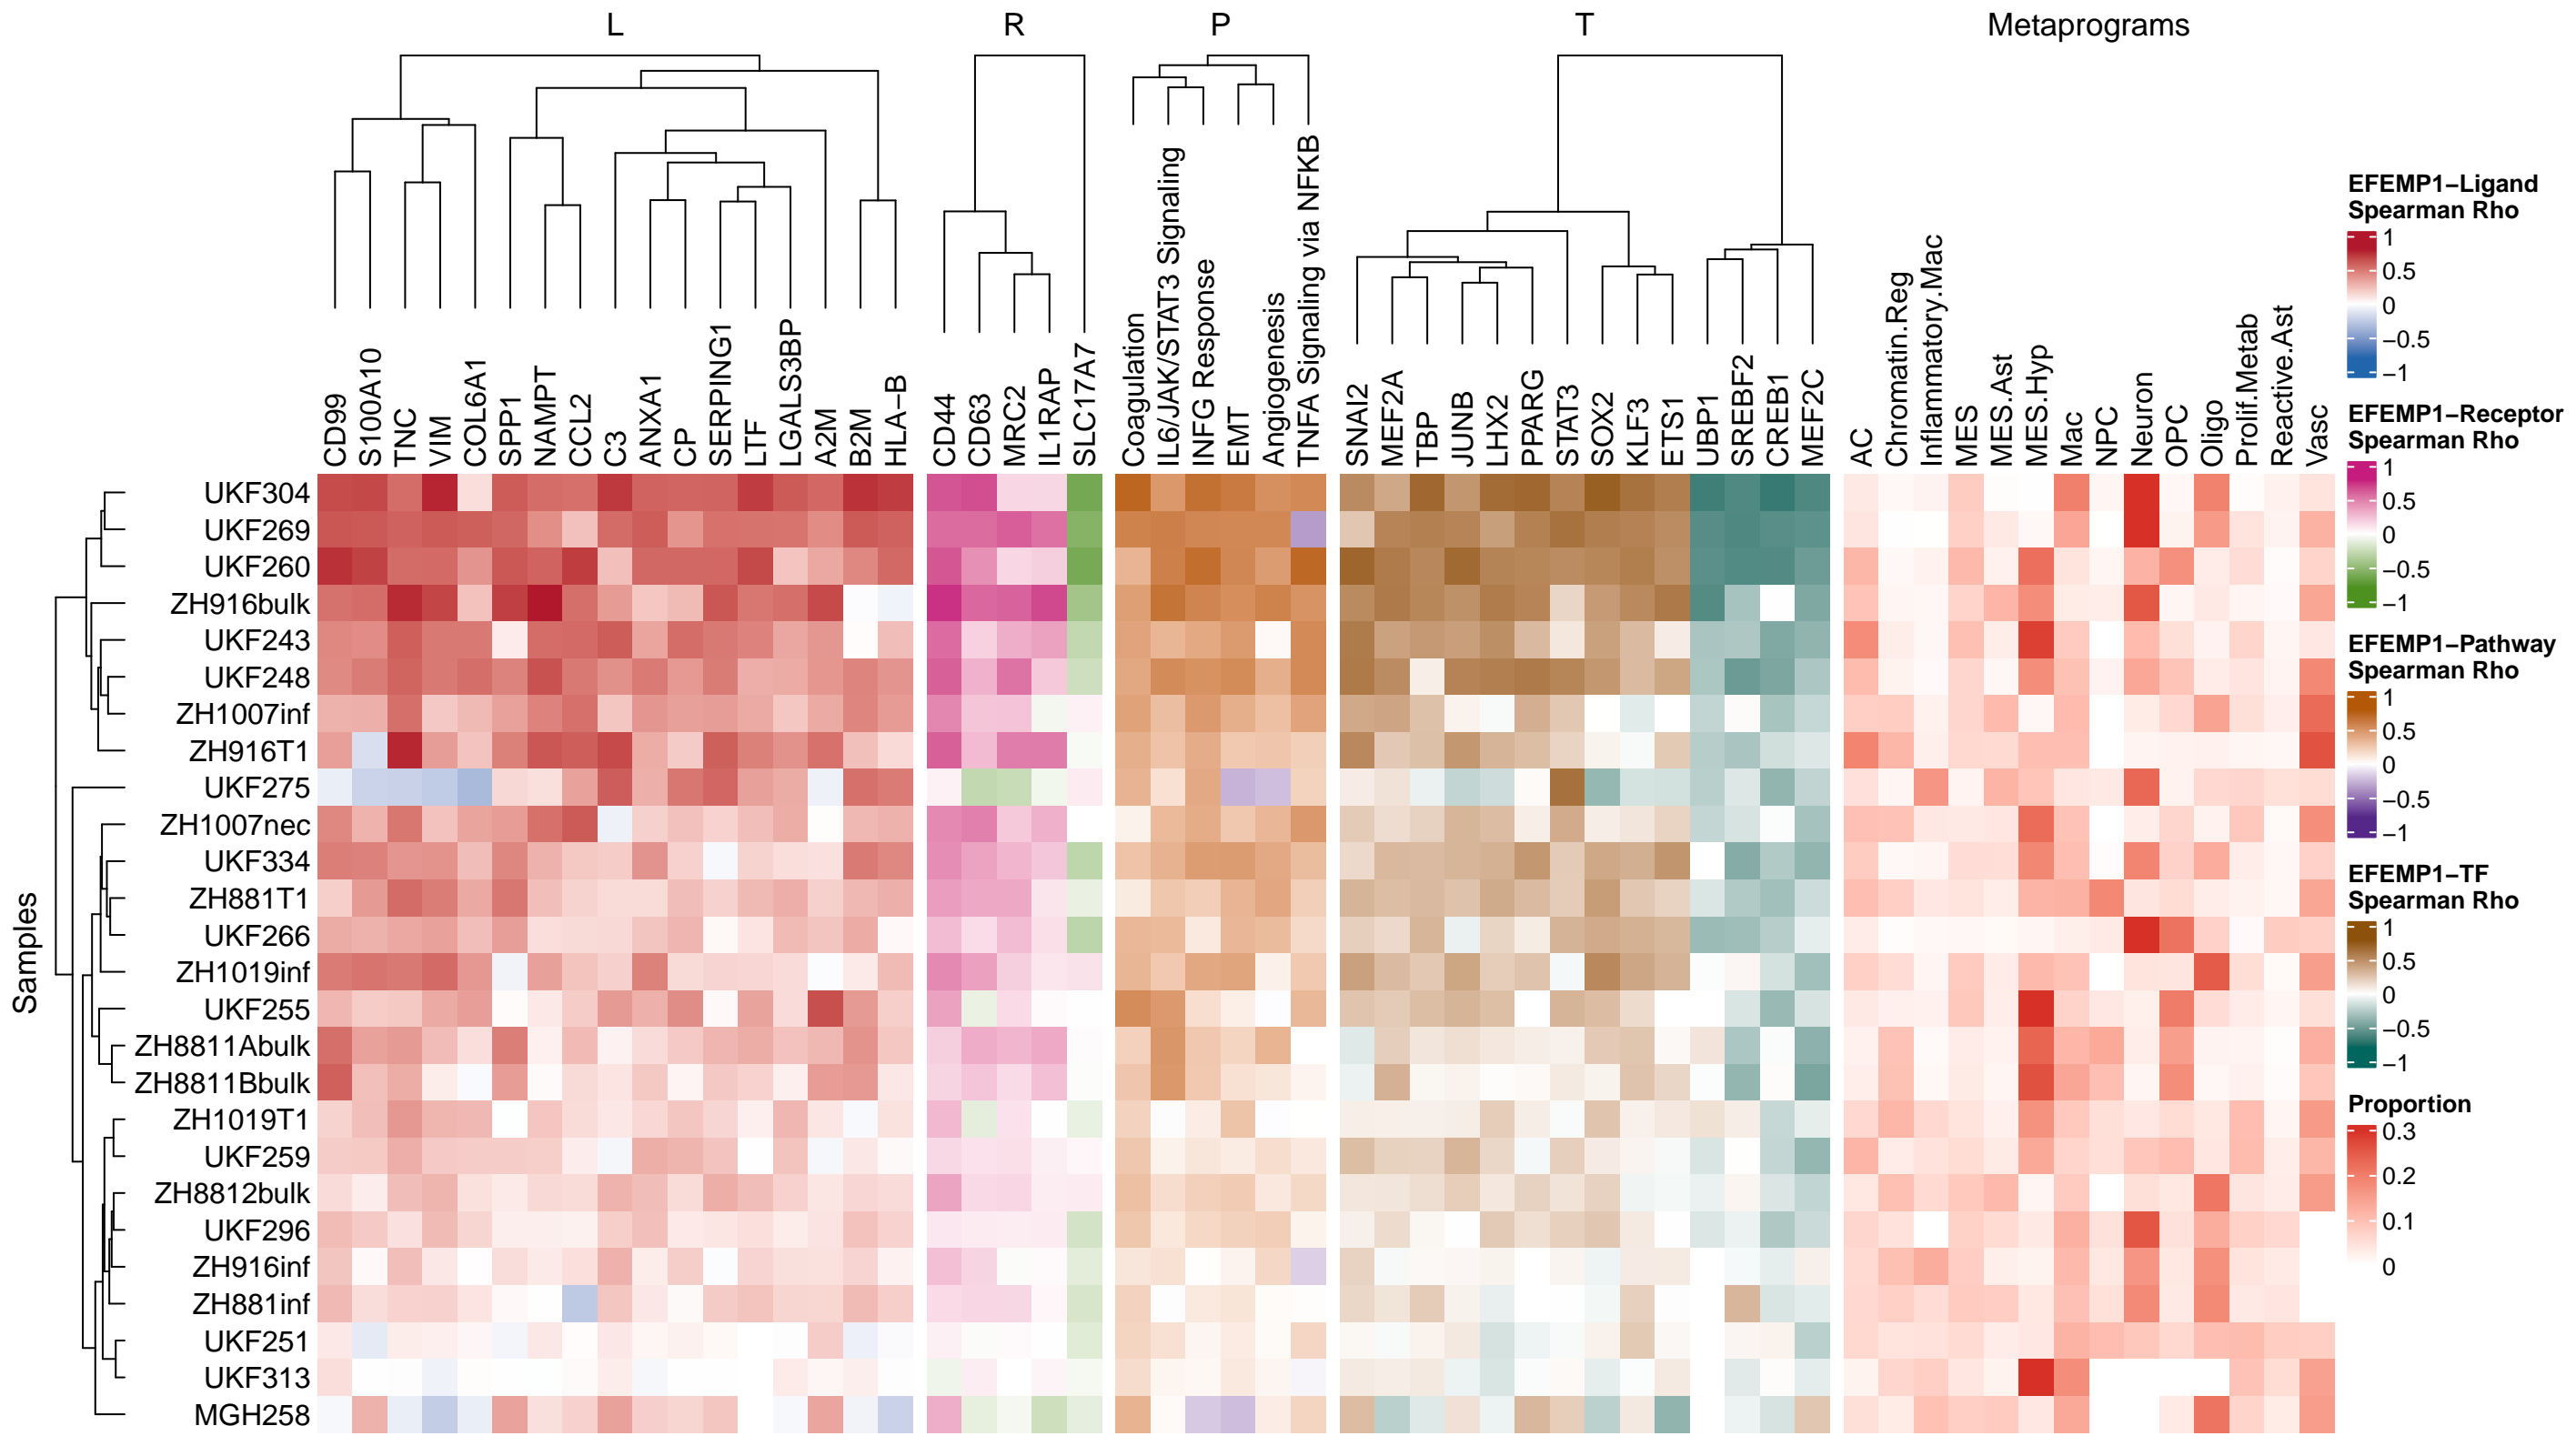 L
R
P
T
Metaprograms
CD99
S100A10
TNC
VIM
COL6A1
SPP1
NAMPT
CCL2
C3
ANXA1
CP
SERPING1
LTF
LGALS3BP
A2M
B2M
HLA−B
CD44
CD63
MRC2
IL1RAP
SLC17A7
Coagulation
IL6/JAK/STAT3 Signaling
INFG Response
EMT
Angiogenesis
TNFA Signaling via NFKB
SNAI2
MEF2A
TBP
JUNB
LHX2
PPARG
STAT3
SOX2
KLF3
ETS1
UBP1
SREBF2
CREB1
MEF2C
AC
Chromatin.Reg
Inflammatory.Mac
MES
MES.Ast
MES.Hyp
Mac
NPC
Neuron
OPC
Oligo
Prolif.Metab
Reactive.Ast
Vasc
Samples
UKF304
UKF269
UKF260
ZH916bulk
UKF243
UKF248
ZH1007inf
ZH916T1
UKF275
ZH1007nec
UKF334
ZH881T1
UKF266
ZH1019inf
UKF255
ZH8811Abulk
ZH8811Bbulk
ZH1019T1
UKF259
ZH8812bulk
UKF296
ZH916inf
ZH881inf
UKF251
UKF313
MGH258
EFEMP1−Ligand
Spearman Rho
1
0.5
0
−0.5
−1
EFEMP1−Receptor
Spearman Rho
1
0.5
0
−0.5
−1
EFEMP1−Pathway
Spearman Rho
1
0.5
0
−0.5
−1
EFEMP1−TF
Spearman Rho
1
0.5
0
−0.5
−1
Proportion
0.3
0.2
0.1
0